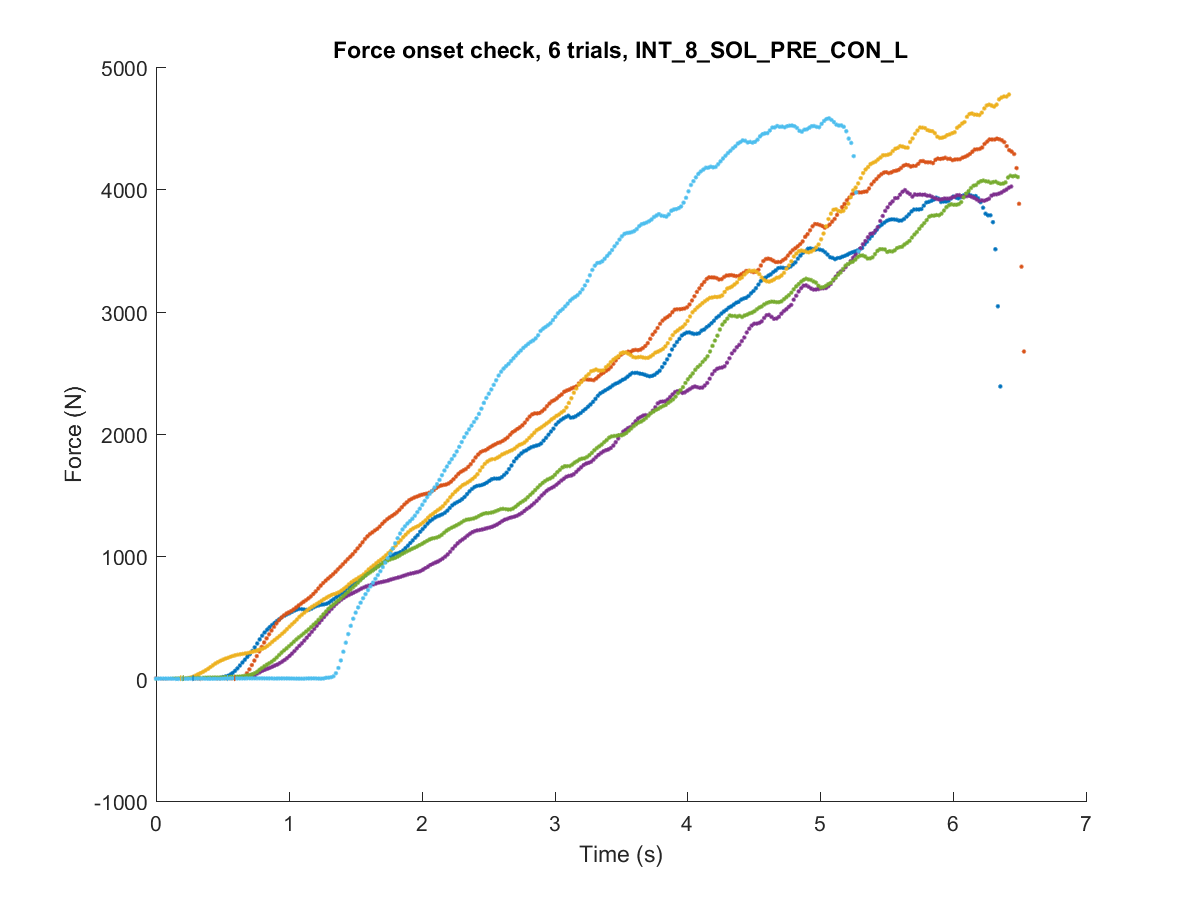 Force onset check, 6 trials, INT_8_SOL_PRE_CON_L
5000
4000
3000
2000
1000
0
-1000
Force (N)
0 1 2 3 4 5 6 7
Time (s)